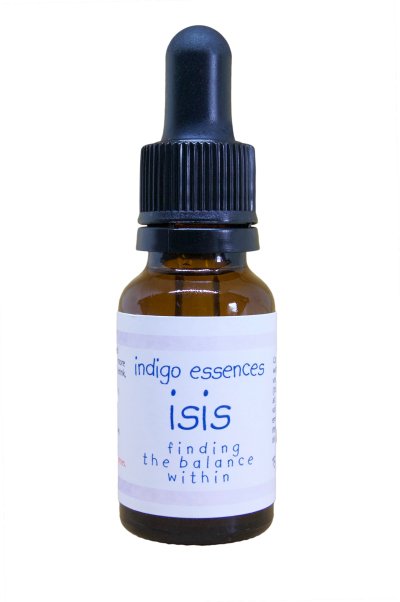 indigo essences
isis
finding
the balance
within